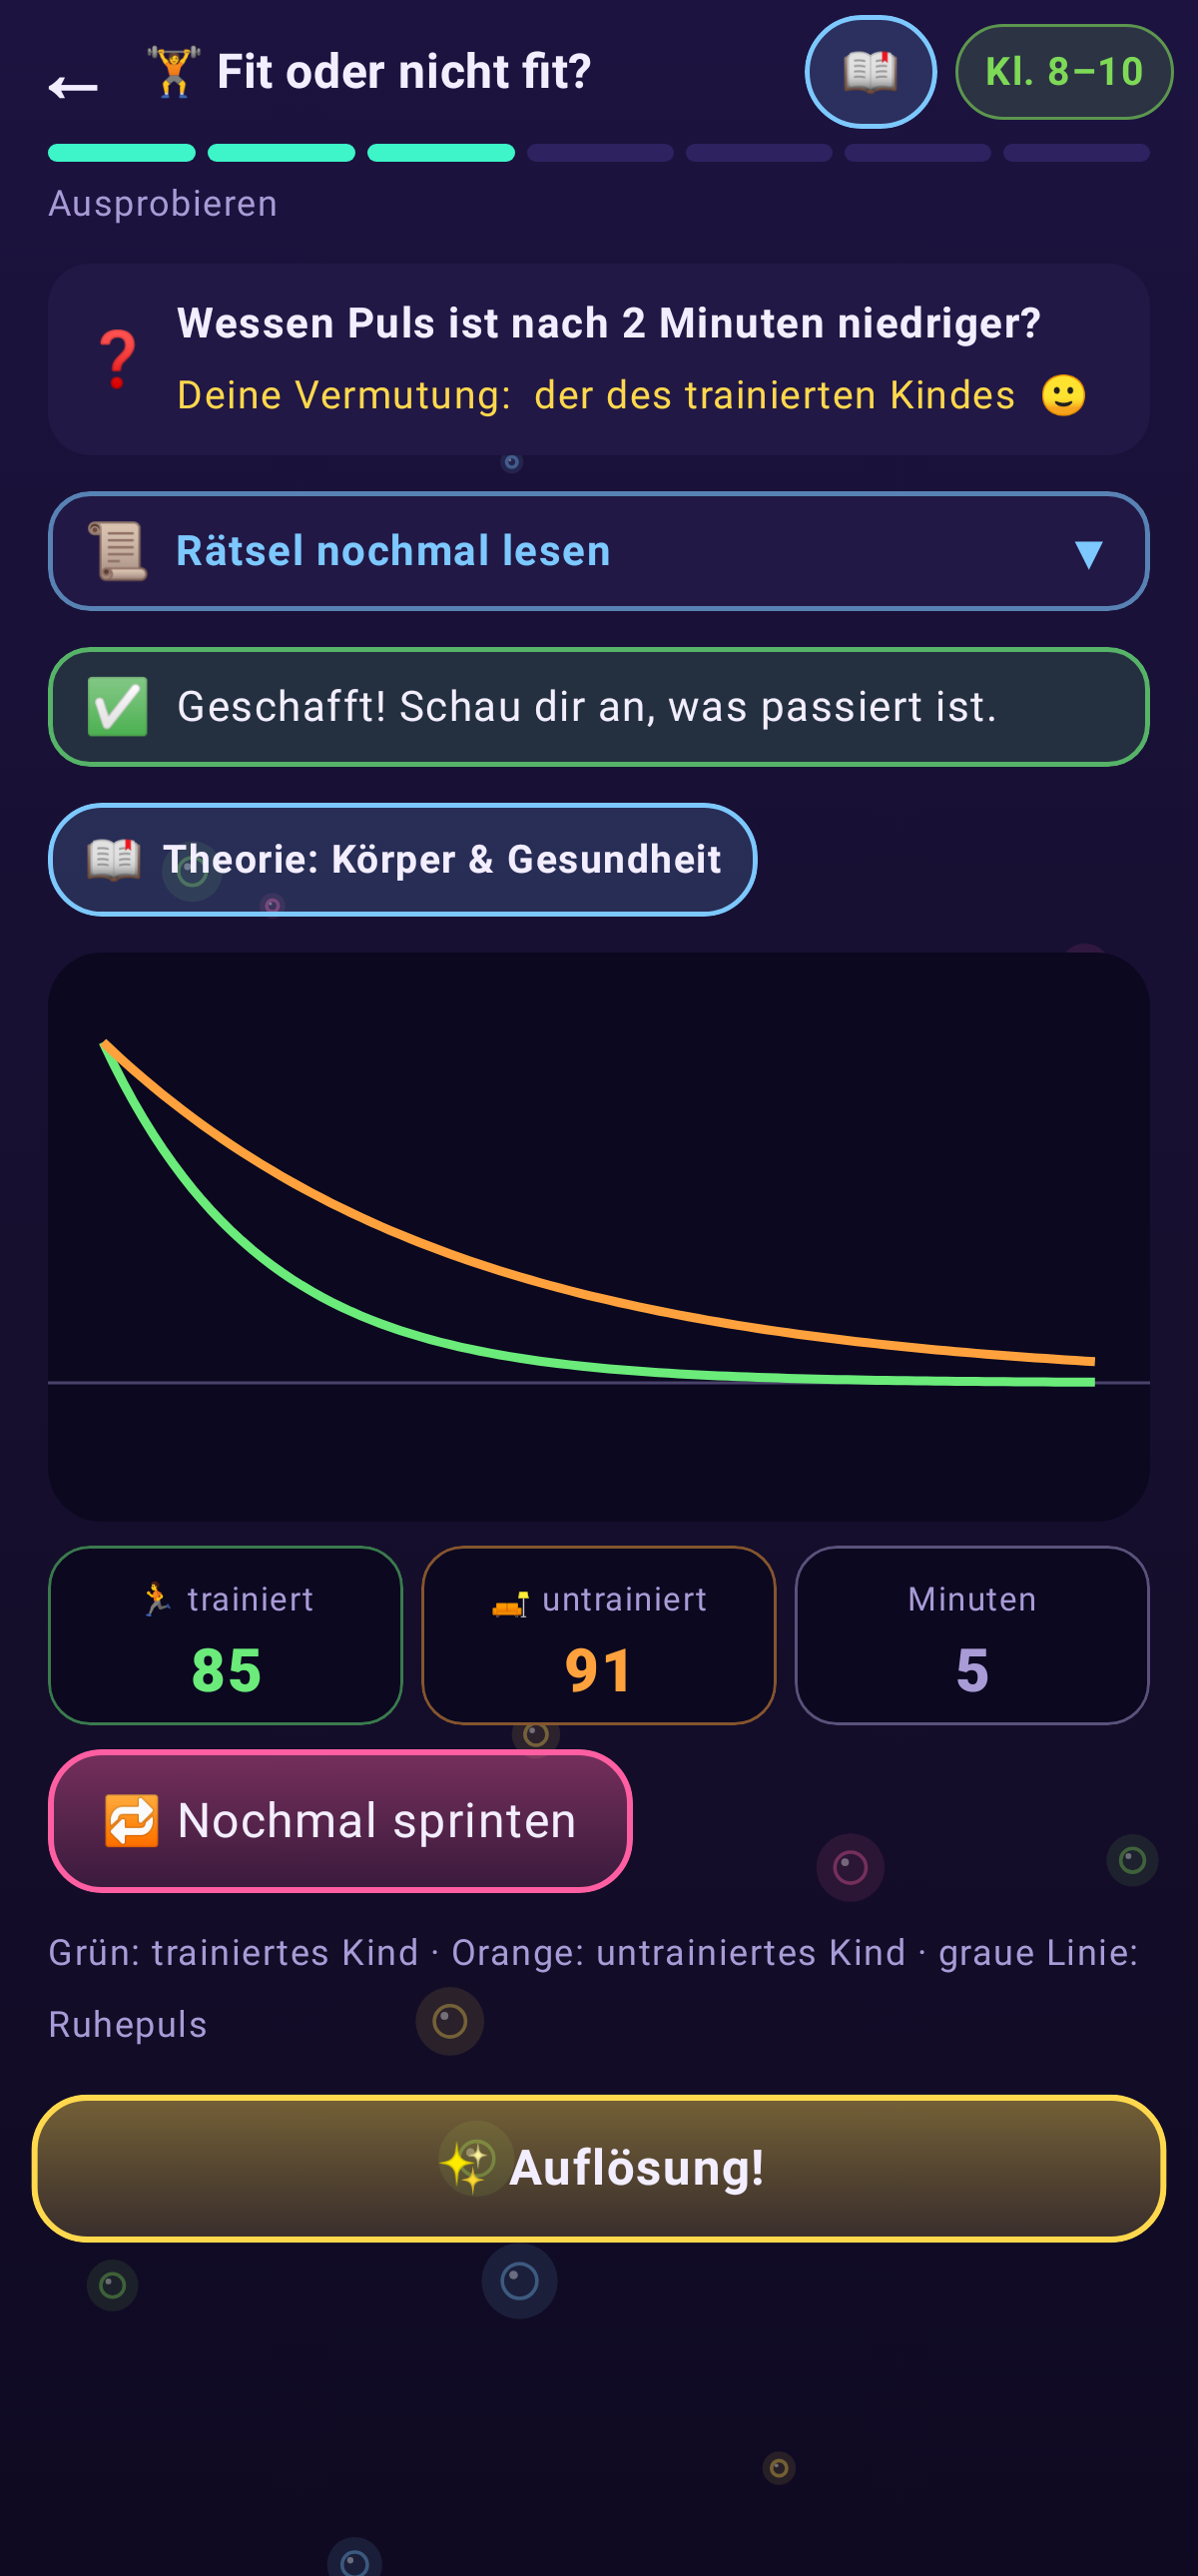 ← 🏋️ Fit oder nicht fit? 📖 Kl. 8–10
Ausprobieren
❓ Wessen Puls ist nach 2 Minuten niedriger?
Deine Vermutung: der des trainierten Kindes 🙂
📜 Rätsel nochmal lesen ▼
✅ Geschafft! Schau dir an, was passiert ist.
📖 Theorie: Körper & Gesundheit
🏃 trainiert 🛋️ untrainiert Minuten
85 91 5
🔁 Nochmal sprinten
Grün: trainiertes Kind · Orange: untrainiertes Kind · graue Linie:
Ruhepuls
✨ Auflösung!